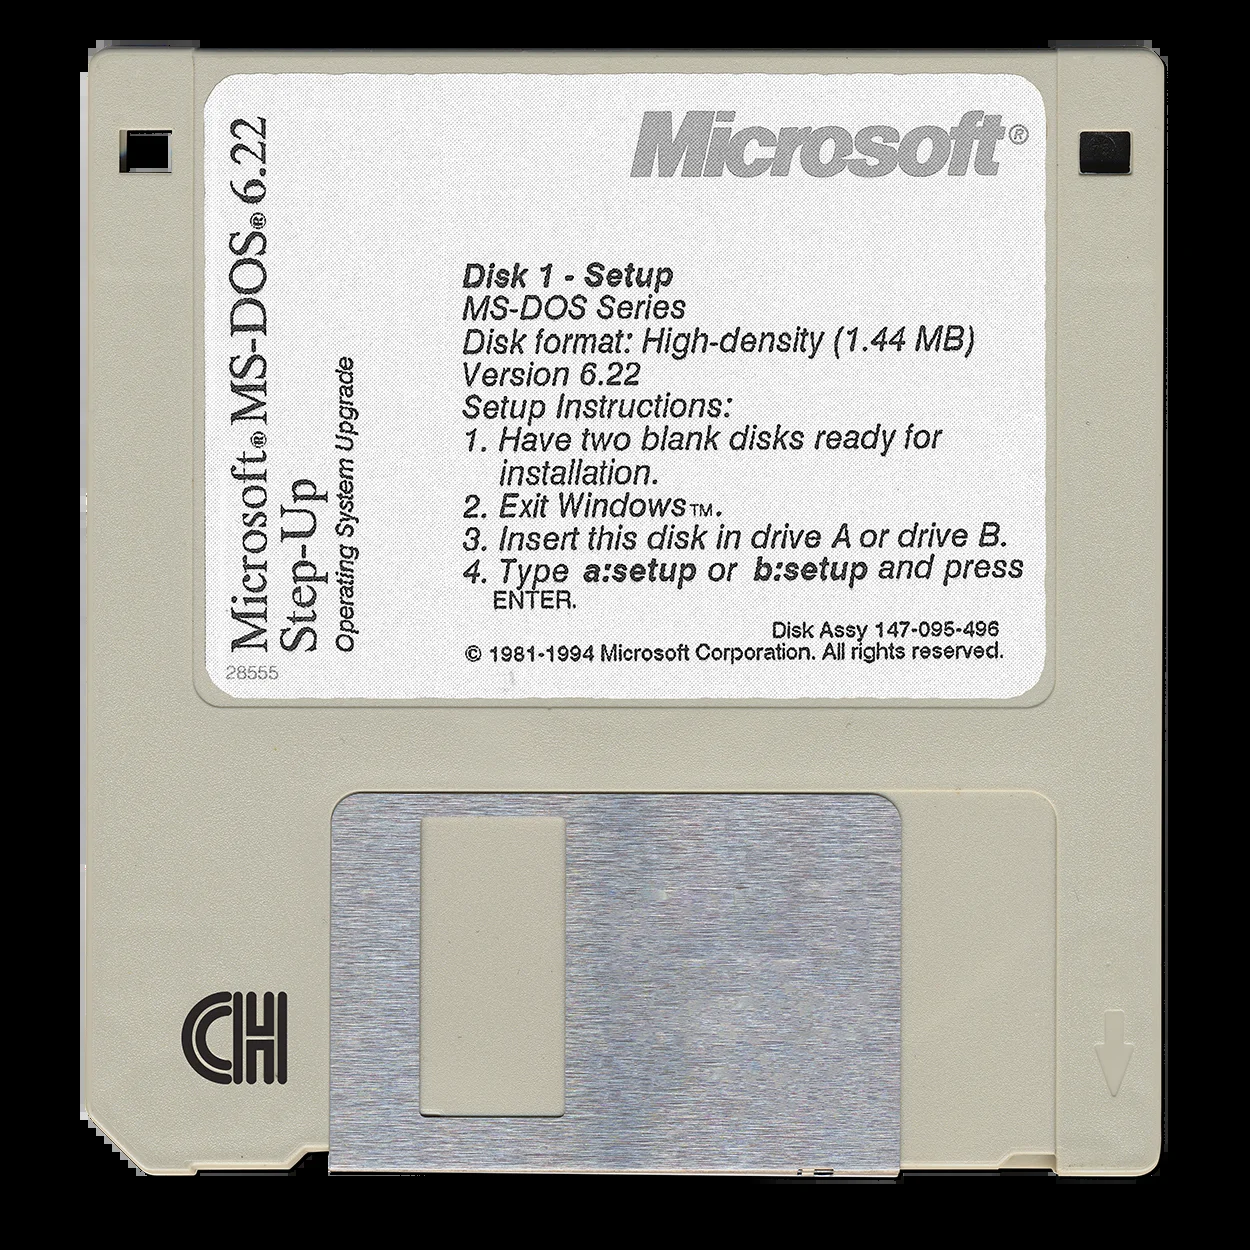 Microsoft® MS-DOS® 6.22
Step-Up
Operating System Upgrade
28555
Microsoft®
Disk 1 - Setup
MS-DOS Series
Disk format: High-density (1.44 MB)
Version 6.22
Setup Instructions:
1. Have two blank disks ready for
installation.
2. Exit Windows™.
3. Insert this disk in drive A or drive B.
4. Type a:setup or b:setup and press
ENTER.
Disk Assy 147-095-496
© 1981-1994 Microsoft Corporation. All rights reserved.
CH